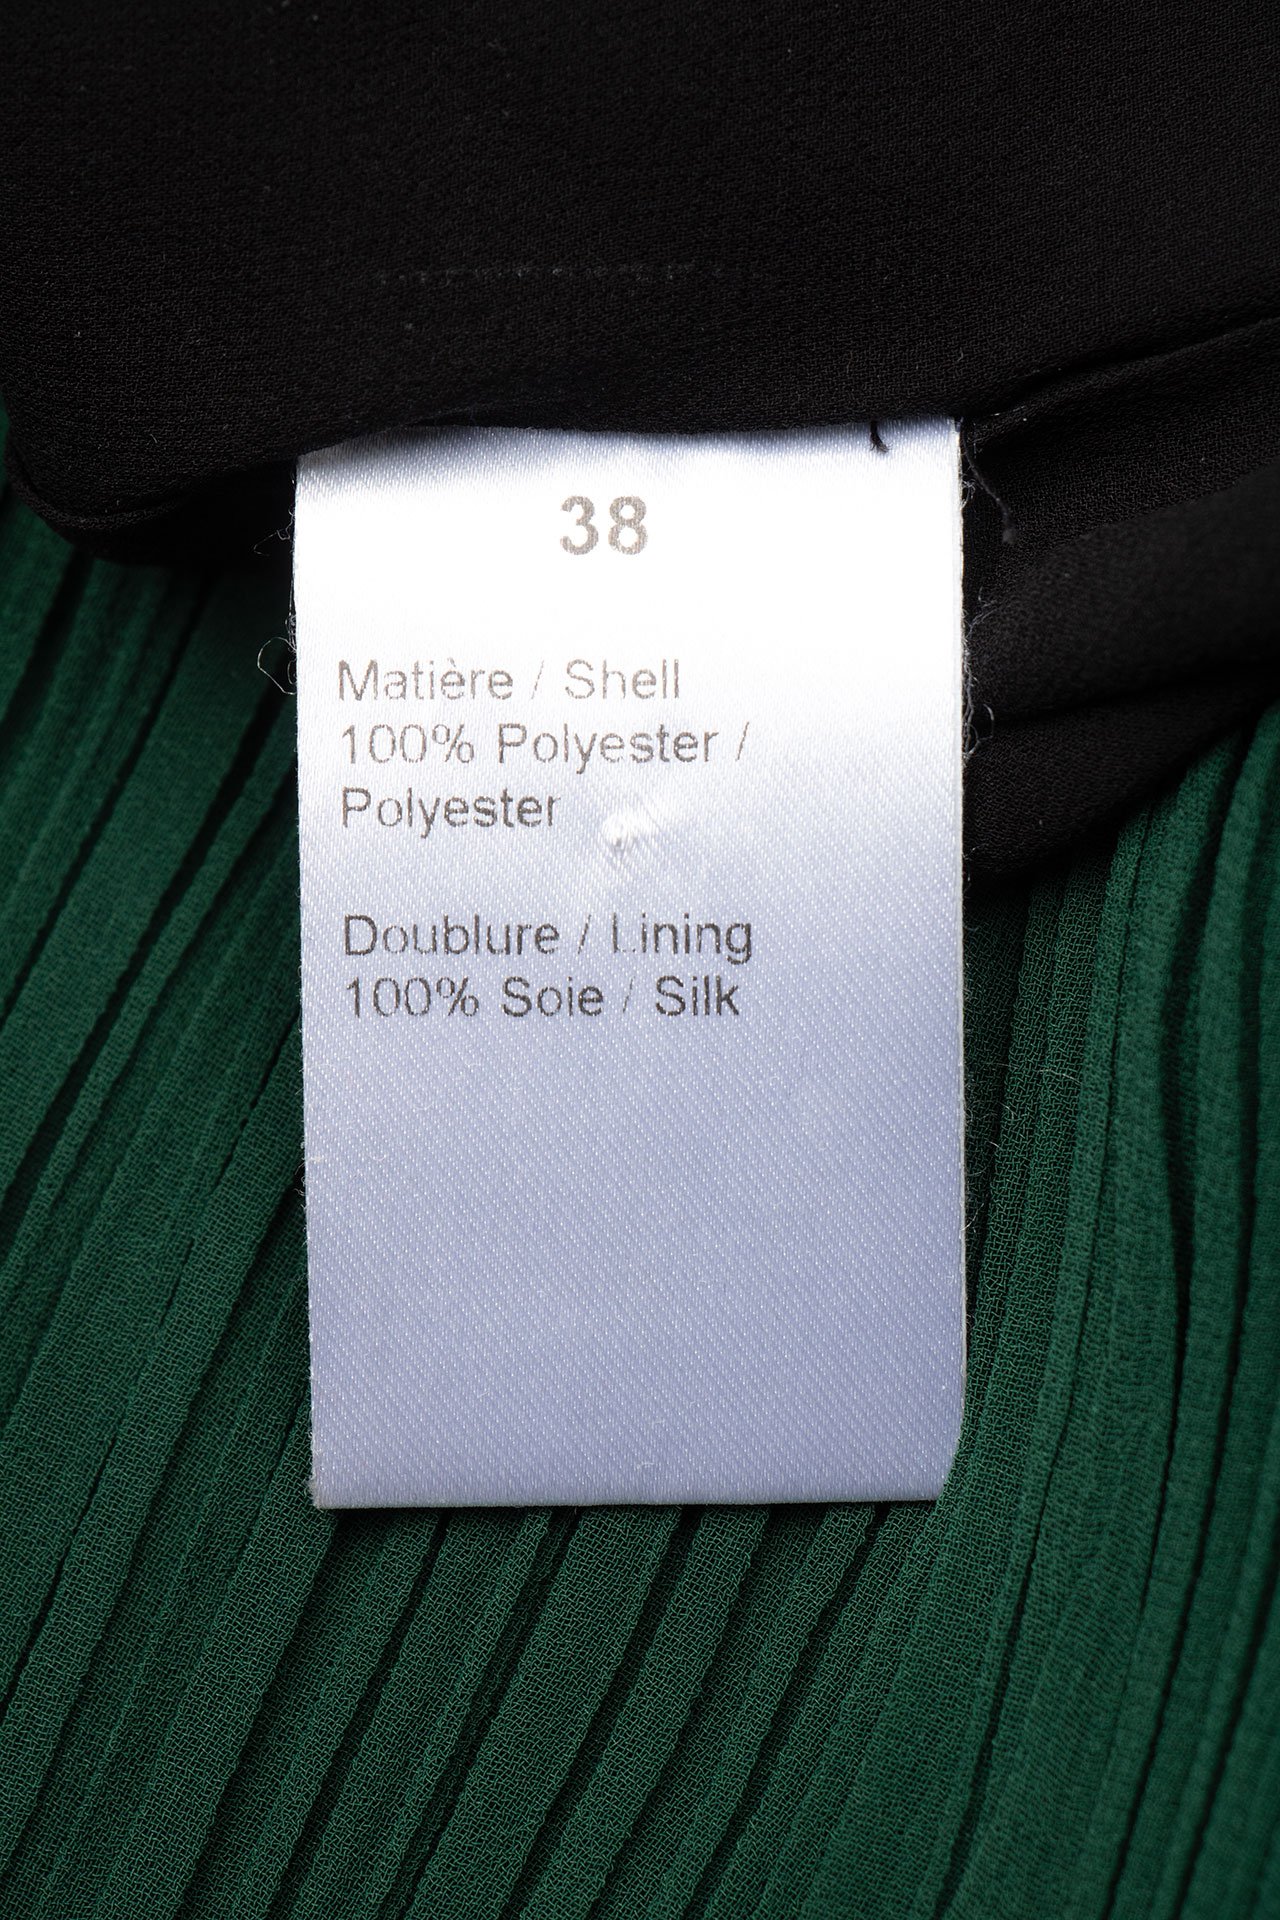 38
Matière / Shell
100% Polyester /
Polyester
Doublure / Lining
100% Soie / Silk